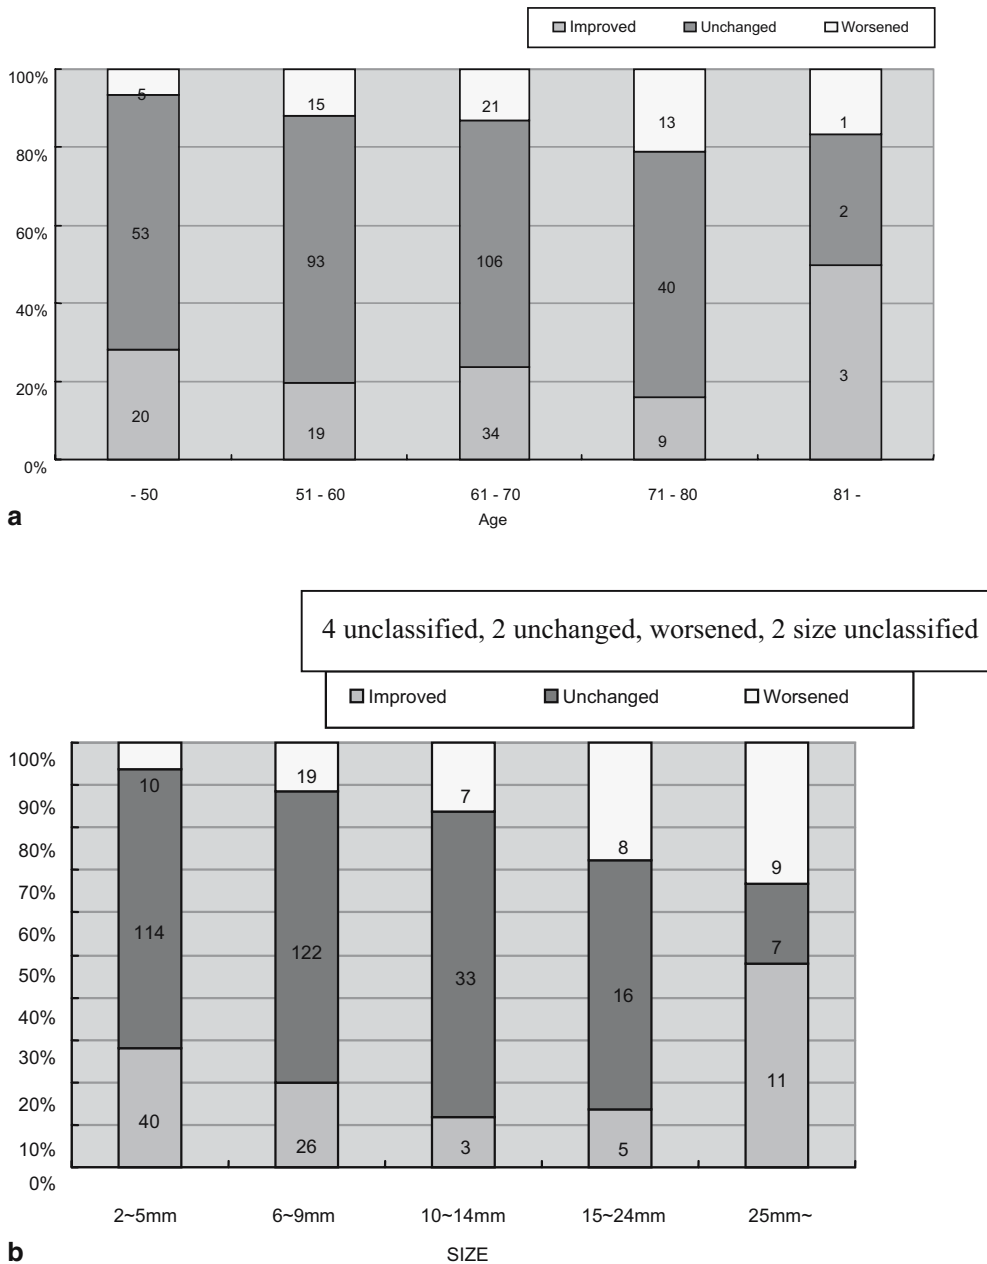 Improved Unchanged Worsened
100%
80%
60%
40%
20%
0%
5 15 21 13 1
53 93 106 40 2
20 19 34 9 3
- 50 51 - 60 61 - 70 71 - 80 81 -
Age
a
4 unclassified, 2 unchanged, worsened, 2 size unclassified
Improved Unchanged Worsened
100%
90%
80%
70%
60%
50%
40%
30%
20%
10%
0%
10 19 7 8 9
114 122 33 16 7
40 26 3 5 11
2~5mm 6~9mm 10~14mm 15~24mm 25mm~
SIZE
b